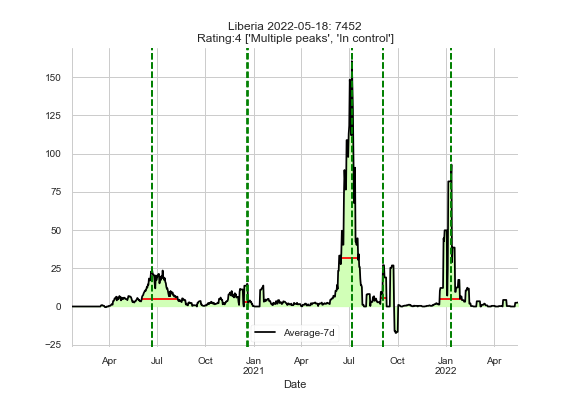 Liberia 2022-05-18: 7452
Rating:4 ['Multiple peaks', 'In control']
150
125
100
75
50
25
0
−25
Apr Jul Oct Jan Apr Jul Oct Jan Apr
2021 2022
Average-7d
Date